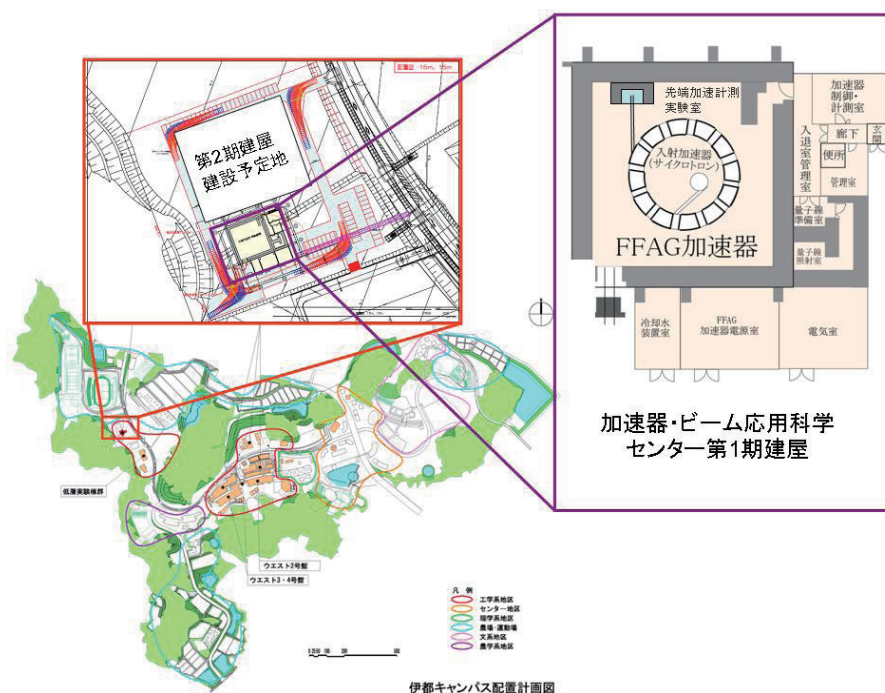 配置図 15m、15m
第2期建屋
建設予定地
先端加速計測
実験室
入射加速器
(サイクロトロン)
FFAG加速器
加速器
制御・
計測室
入退室管理室
廊下
玄関
便所
管理室
量子線
準備室
量子線
照射室
冷却水
装置室
FFAG
加速器電源室
電気室
加速器・ビーム応用科学
センター第1期建屋
低層実験棟群
ウエスト2号館
ウエスト3・4号館
凡 例
工学系地区
センター地区
理学系地区
農場・運動場
文系地区
農学系地区
伊都キャンパス配置計画図